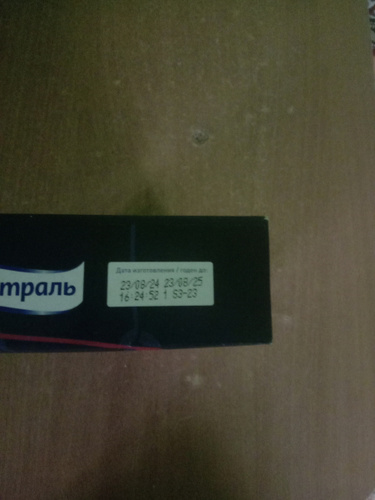 траль
Дата изготовления / годен до
23/08/24 23/08/25
16:24:52 1 S3-23